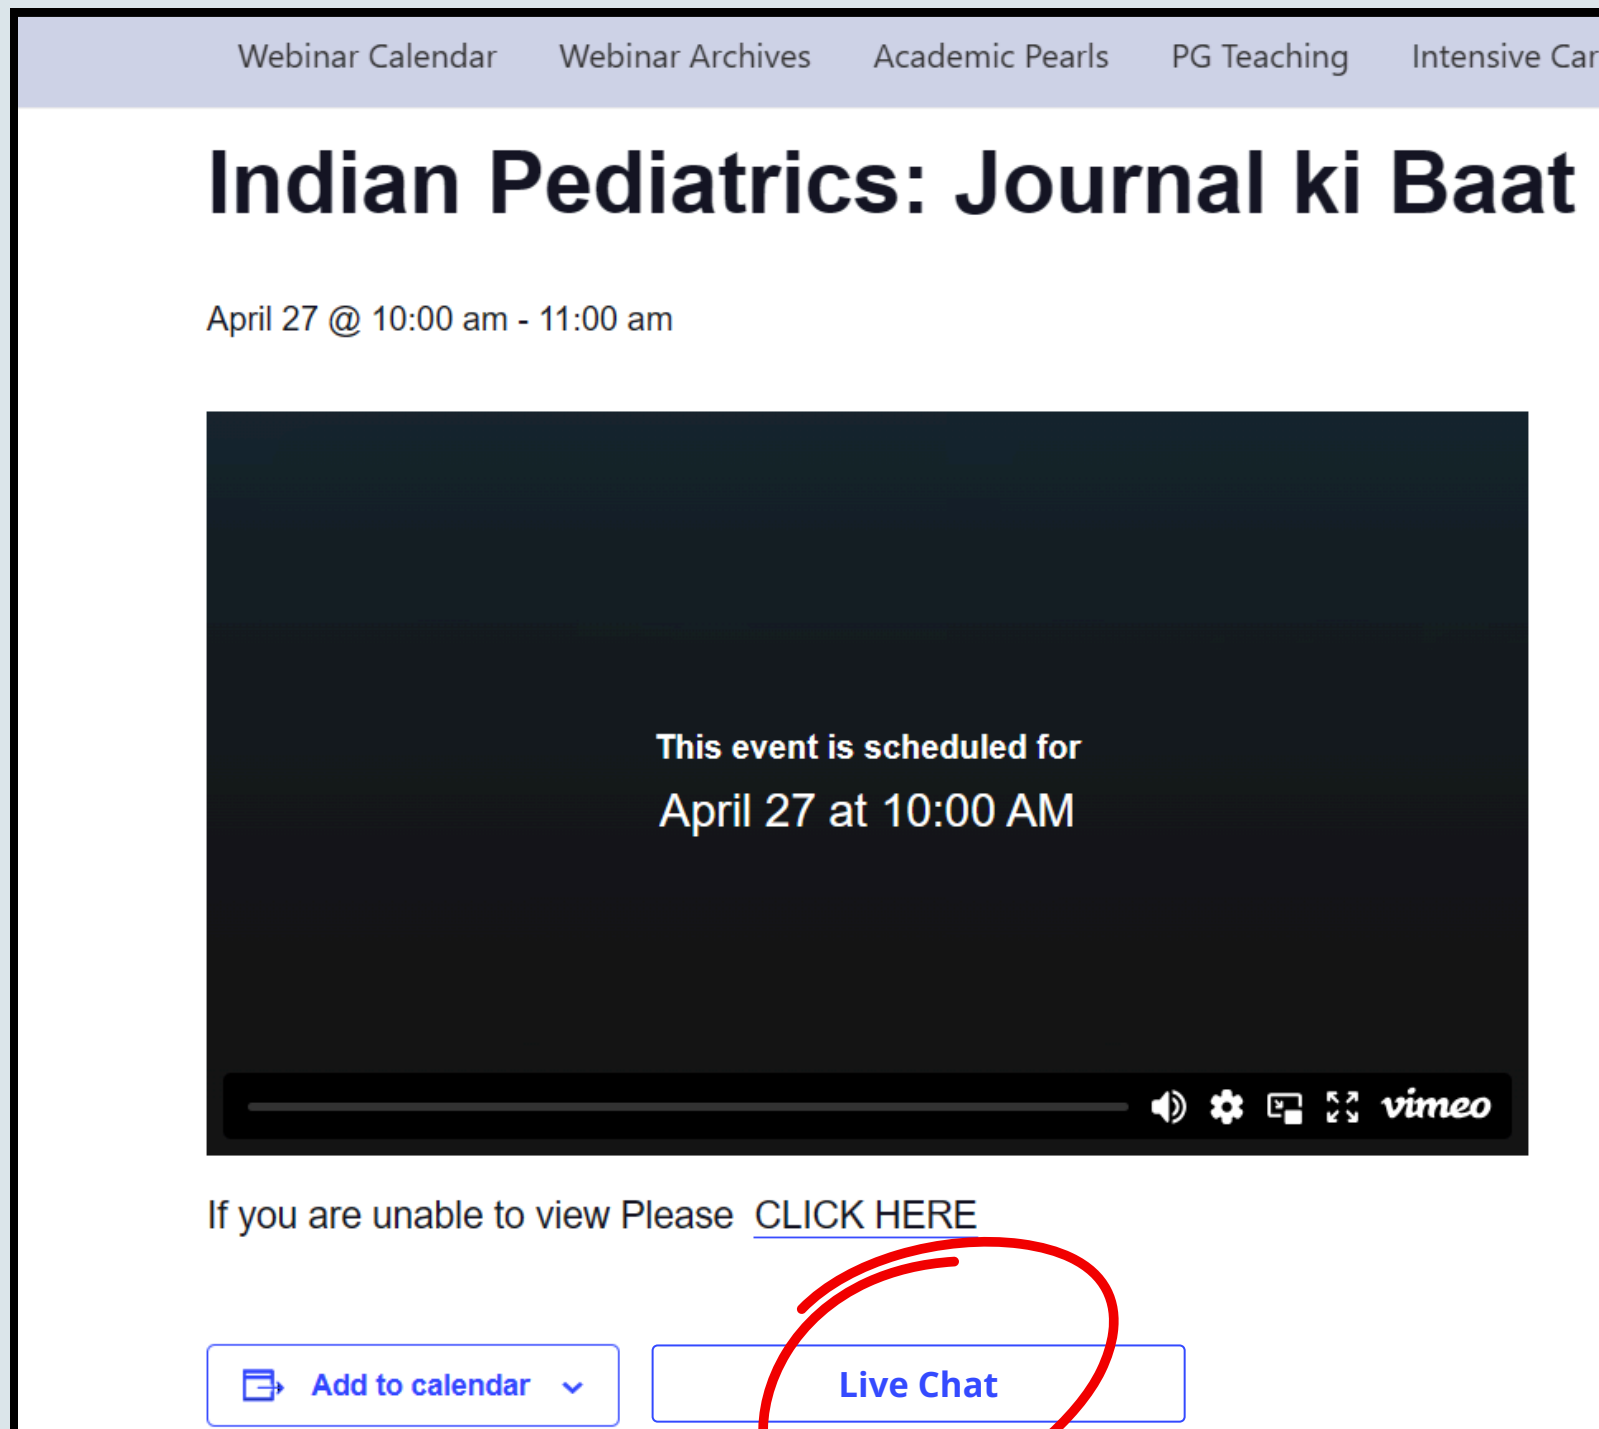 Webinar Calendar Webinar Archives Academic Pearls PG Teaching Intensive Car
Indian Pediatrics: Journal ki Baat
April 27 @ 10:00 am - 11:00 am
This event is scheduled for
April 27 at 10:00 AM
vimeo
If you are unable to view Please CLICK HERE
Add to calendar Live Chat